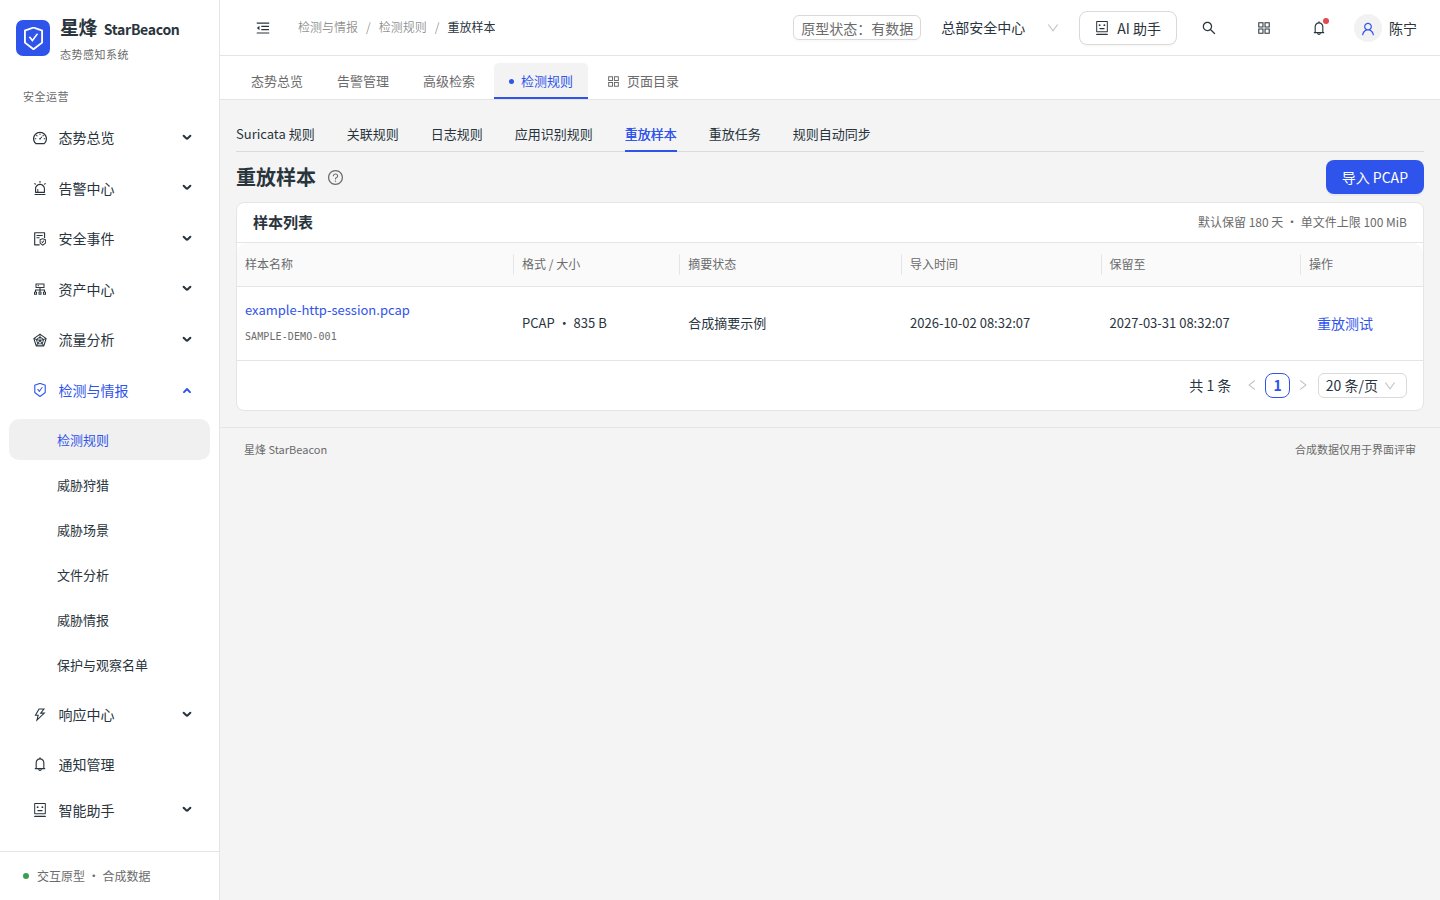 星烽 StarBeacon
态势感知系统
安全运营
态势总览
告警中心
安全事件
资产中心
流量分析
检测与情报
检测规则
威胁狩猎
威胁场景
文件分析
威胁情报
保护与观察名单
响应中心
通知管理
智能助手
交互原型 · 合成数据
检测与情报 / 检测规则 / 重放样本
原型状态：有数据
总部安全中心
AI 助手
陈宁
态势总览
告警管理
高级检索
检测规则
页面目录
Suricata 规则
关联规则
日志规则
应用识别规则
重放样本
重放任务
规则自动同步
重放样本
导入 PCAP
样本列表
默认保留 180 天 · 单文件上限 100 MiB
样本名称
格式 / 大小
摘要状态
导入时间
保留至
操作
example-http-session.pcap
SAMPLE-DEMO-001
PCAP · 835 B
合成摘要示例
2026-10-02 08:32:07
2027-03-31 08:32:07
重放测试
共 1 条
1
20 条/页
星烽 StarBeacon
合成数据仅用于界面评审